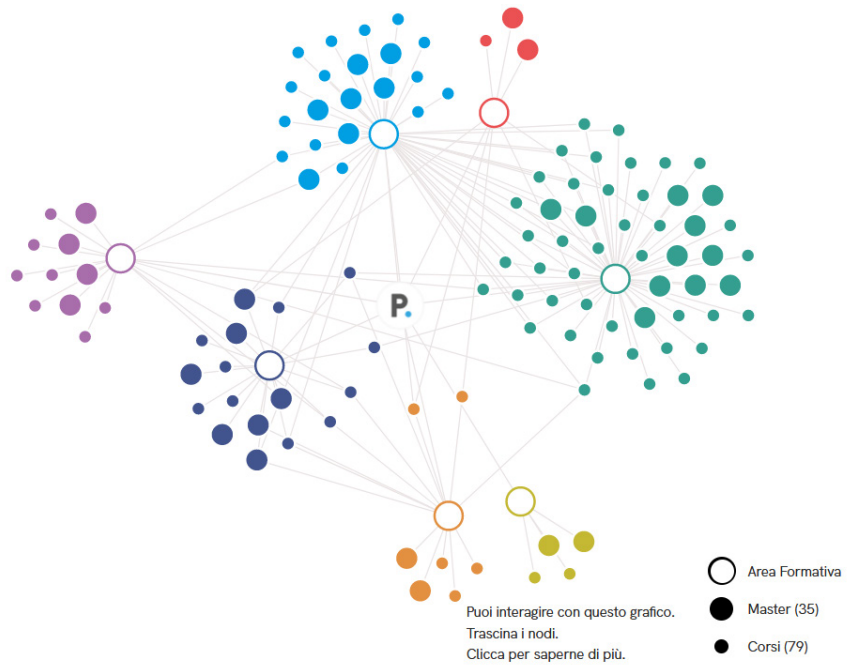 P.
Area Formativa
Master (35)
Corsi (79)
Puoi interagire con questo grafico.
Trascina i nodi.
Clicca per saperne di più.